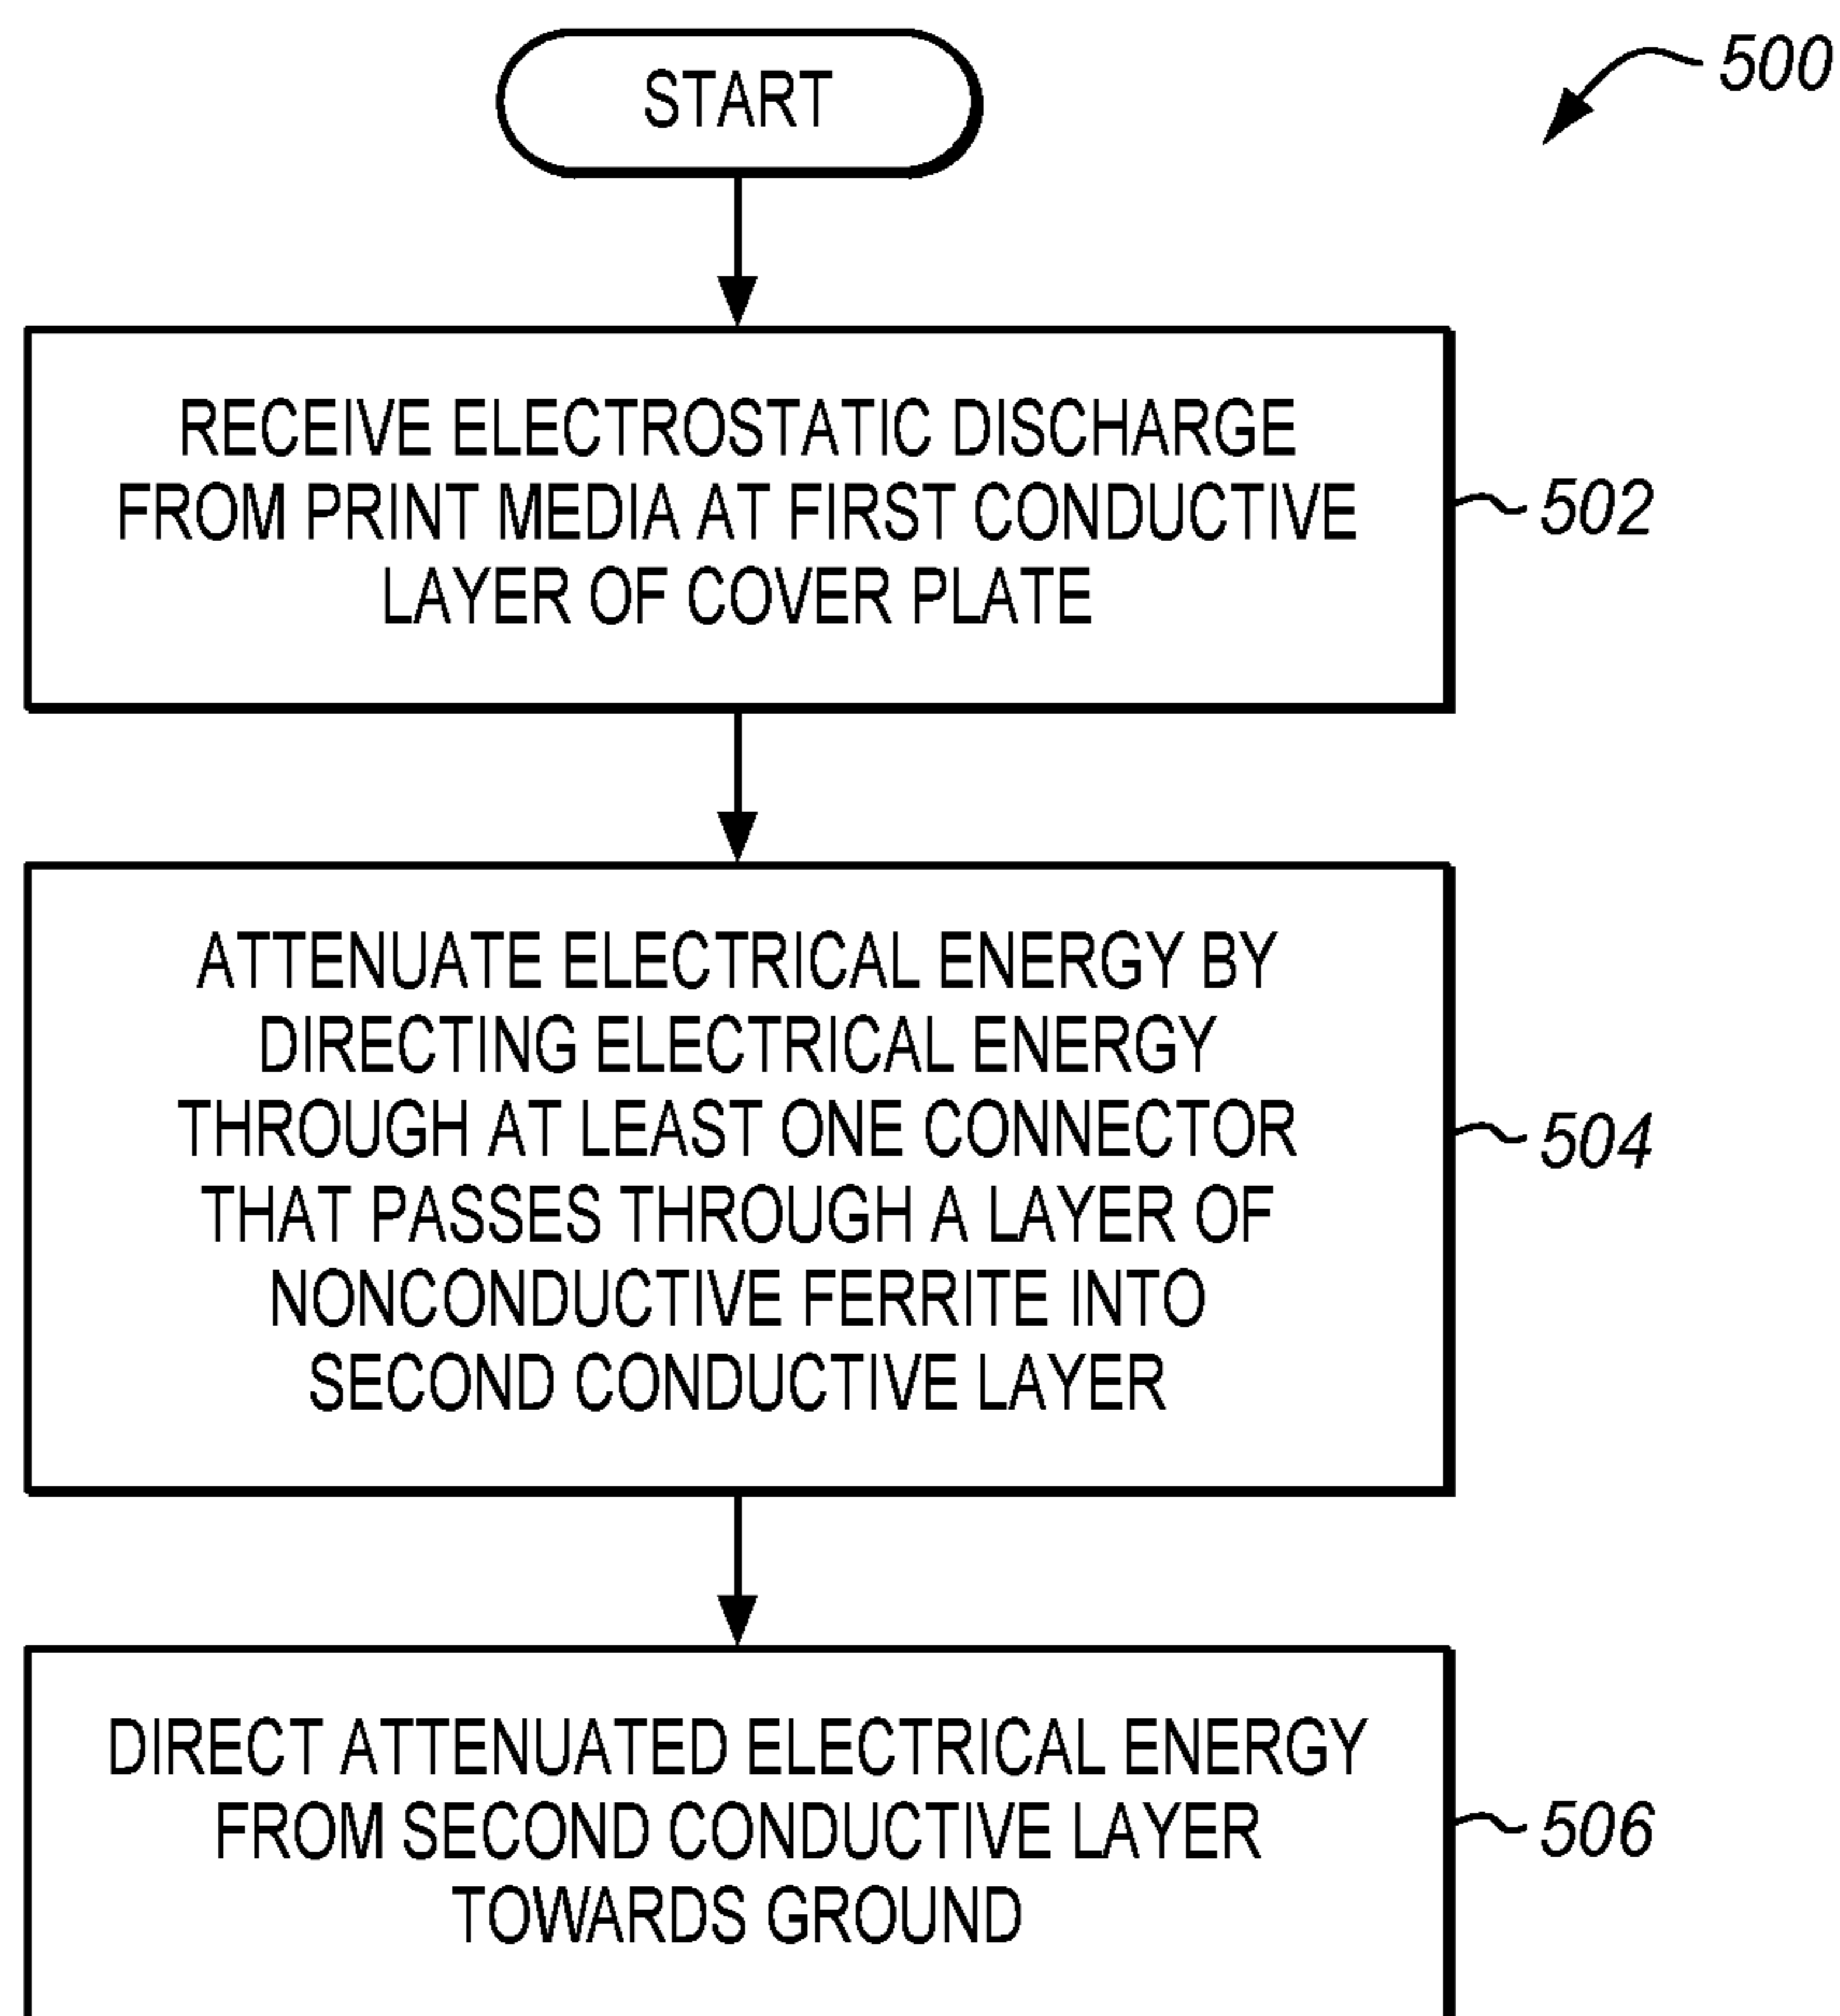 START
500
RECEIVE ELECTROSTATIC DISCHARGE
FROM PRINT MEDIA AT FIRST CONDUCTIVE
LAYER OF COVER PLATE
502
ATTENUATE ELECTRICAL ENERGY BY
DIRECTING ELECTRICAL ENERGY
THROUGH AT LEAST ONE CONNECTOR
THAT PASSES THROUGH A LAYER OF
NONCONDUCTIVE FERRITE INTO
SECOND CONDUCTIVE LAYER
504
DIRECT ATTENUATED ELECTRICAL ENERGY
FROM SECOND CONDUCTIVE LAYER
TOWARDS GROUND
506